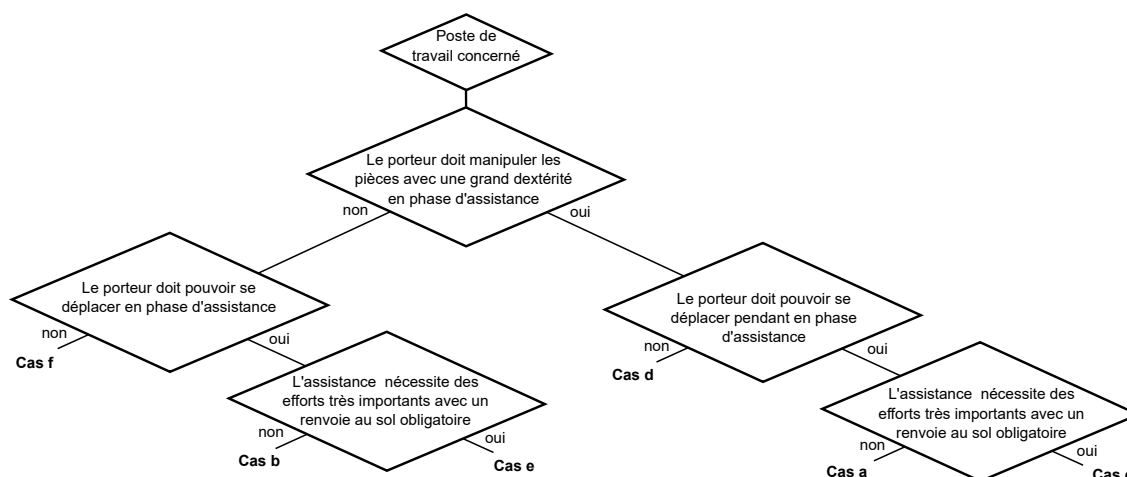 Poste de
travail concerné
Le porteur doit manipuler les
pièces avec une grand dextérité
en phase d'assistance
non
oui
Le porteur doit pouvoir se
déplacer en phase d'assistance
non
oui
Cas f
Le porteur doit pouvoir se
déplacer pendant en phase
d'assistance
non
oui
Cas d
L'assistance nécessite des
efforts très importants avec un
renvoie au sol obligatoire
non
oui
Cas b
Cas e
L'assistance nécessite des
efforts très importants avec un
renvoie au sol obligatoire
non
oui
Cas a
Cas